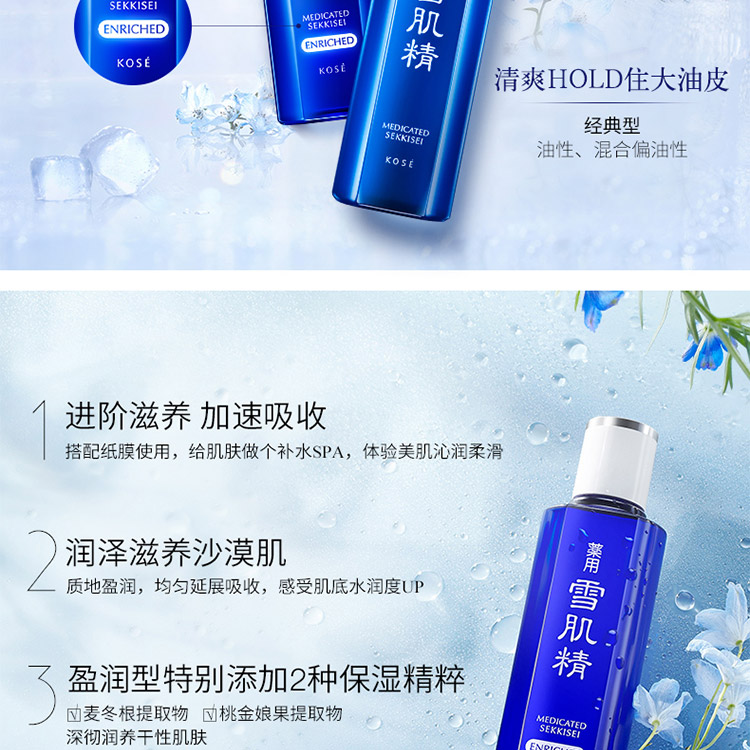 SEKKISEI
ENRICHED
KOSÉ
MEDICATED
SEKKISEI
ENRICHED
KOSÉ
雪肌精
MEDICATED
SEKKISEI
KOSÉ
清爽HOLD住大油皮
经典型
油性、混合偏油性
1 进阶滋养 加速吸收
搭配纸膜使用，给肌肤做个补水SPA，体验美肌沁润柔滑
2 润泽滋养沙漠肌
质地盈润，均匀延展吸收，感受肌底水润度UP
3 盈润型特别添加2种保湿精粹
☑麦冬根提取物 ☑桃金娘果提取物
深彻润养干性肌肤
薬用
雪肌精
MEDICATED
SEKKISEI
ENRICHED